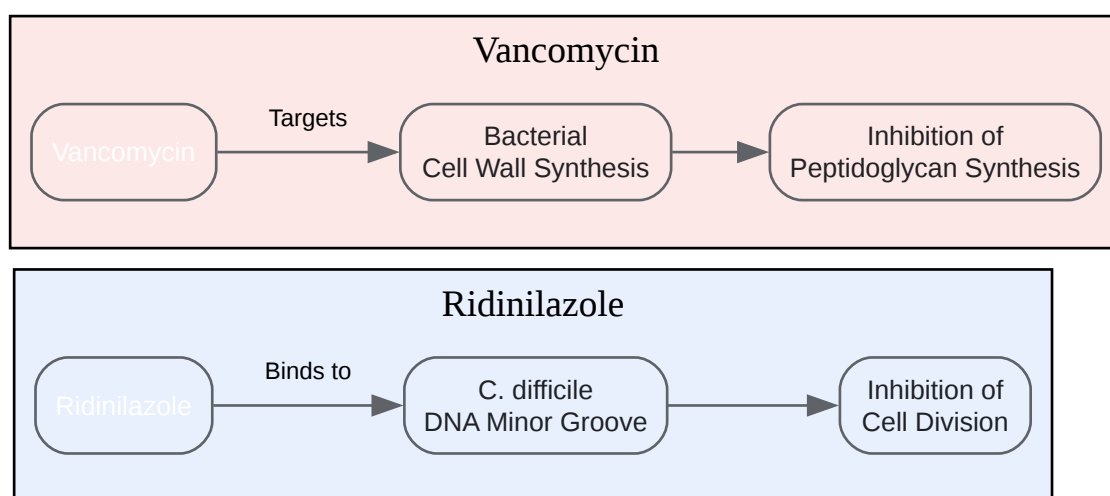 Vancomycin
Targets
Vancomycin
Bacterial
Cell Wall Synthesis
Inhibition of
Peptidoglycan Synthesis
Ridinilazole
Binds to
Ridinilazole
C. difficile
DNA Minor Groove
Inhibition of
Cell Division